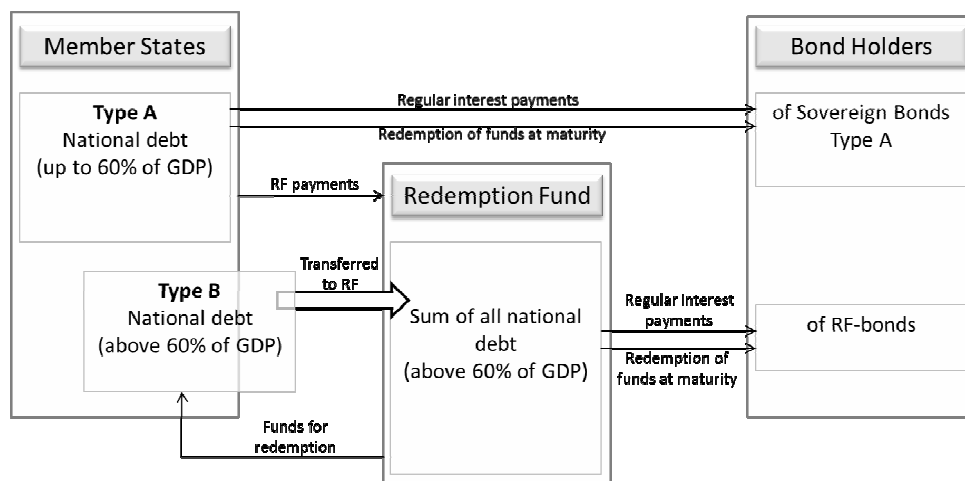 Member States
Bond Holders
Type A
National debt
(up to 60% of GDP)
Regular interest payments
Redemption of funds at maturity
of Sovereign Bonds
Type A
RF payments
Redemption Fund
Type B
National debt
(above 60% of GDP)
Transferred
to RF
Sum of all national
debt
(above 60% of GDP)
Regular interest
payments
Redemption of
funds at maturity
of RF-bonds
Funds for
redemption